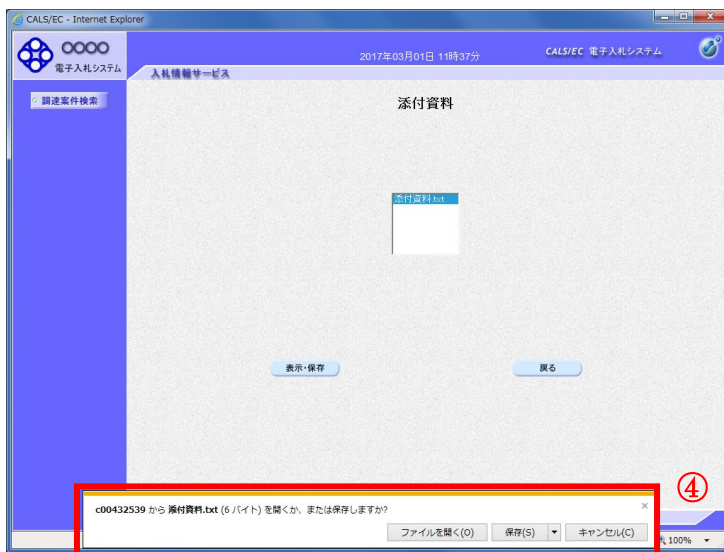 CALS/EC - Internet Explorer
OOOO
電子入札システム
2017年03月01日 11時37分
CALS/EC 電子入札システム
入札情報サービス
調達案件検索
添付資料
添付資料.txt
表示・保存
戻る
④
c00432539 から 添付資料.txt (6 バイト) を開くか、または保存しますか?
×
ファイルを開く(O)
保存(S)
キャンセル(C)
100%